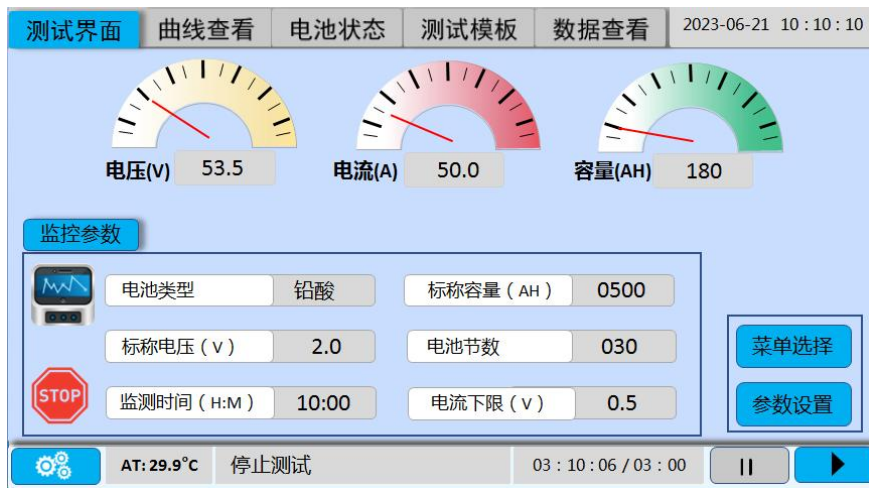 测试界面 曲线查看 电池状态 测试模板 数据查看 2023-06-21 10:10:10
电压(V) 53.5 电流(A) 50.0 容量(AH) 180
监控参数
电池类型 铅酸 标称容量(AH) 0500
标称电压(V) 2.0 电池节数 030
菜单选择
STOP 监测时间(H:M) 10:00 电流下限(V) 0.5
参数设置
AT: 29.9°C 停止测试 03:10:06/03:00